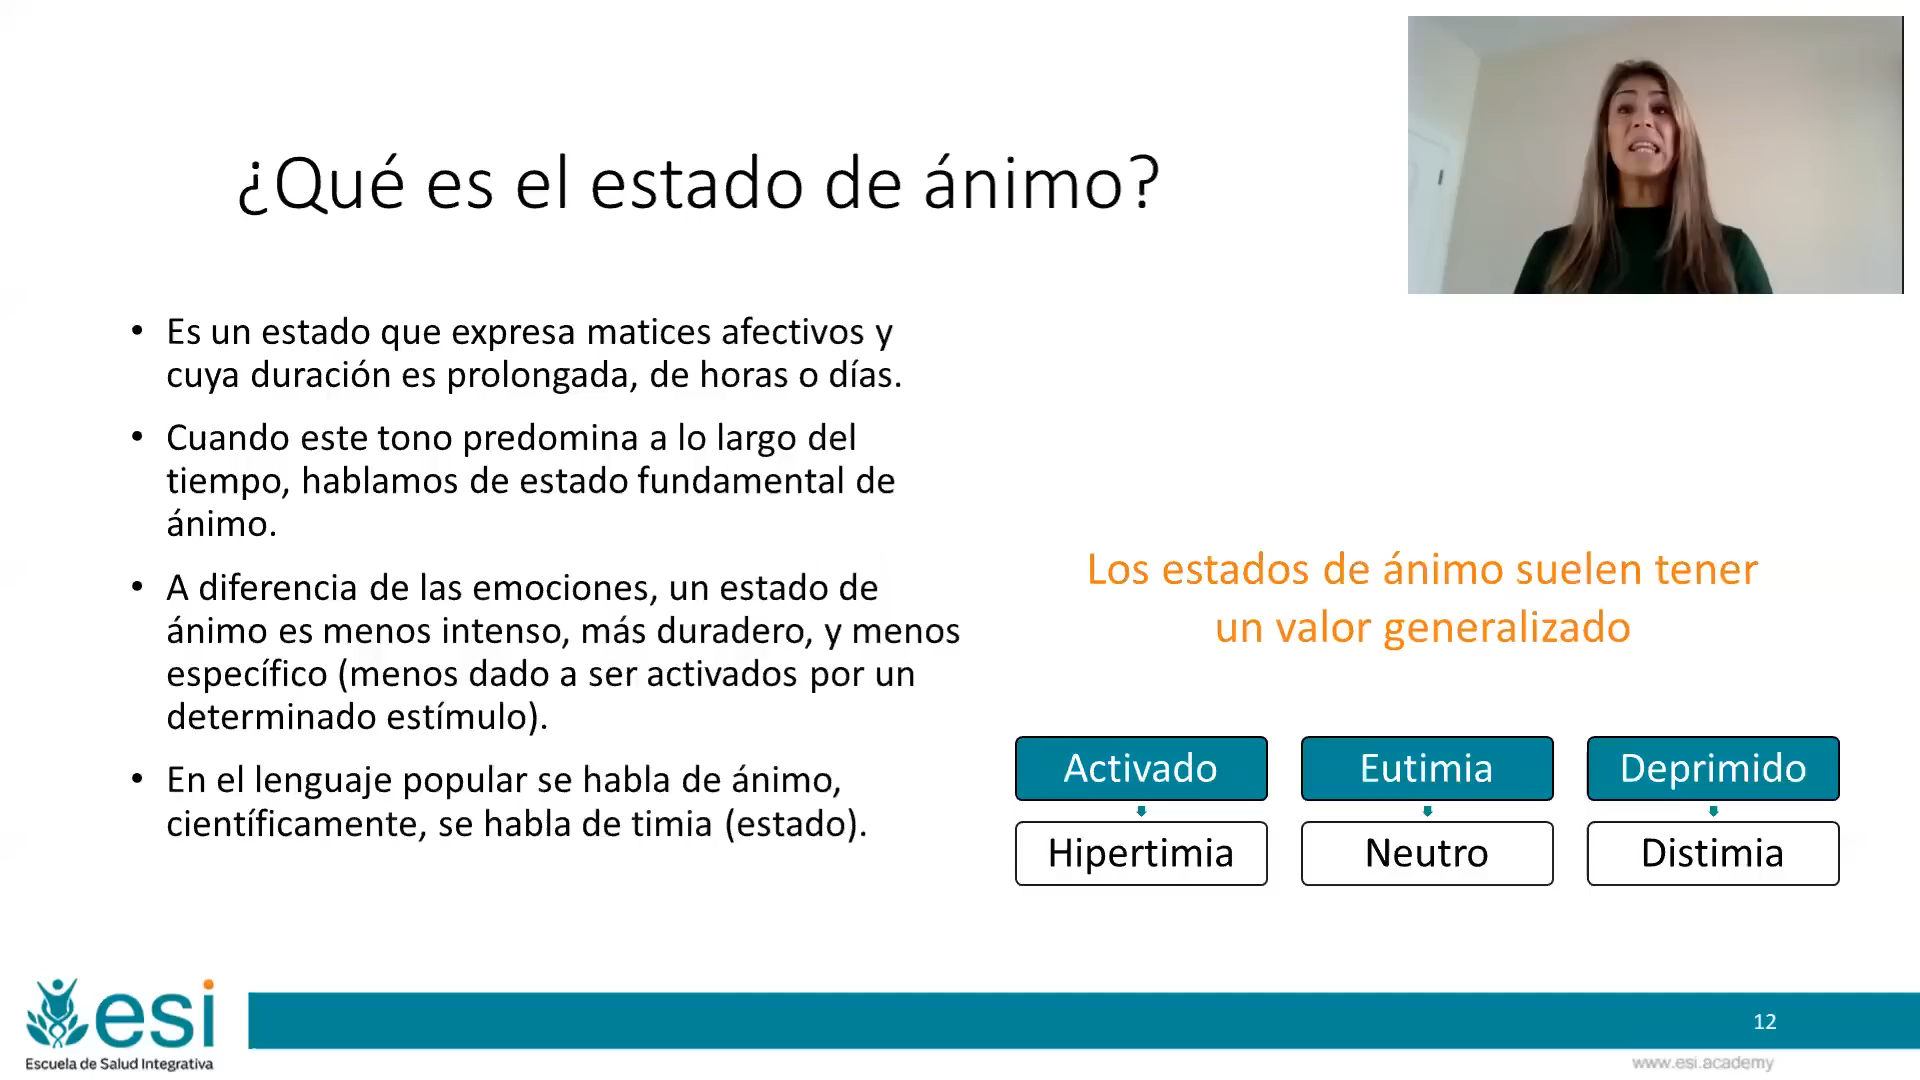 ¿Qué es el estado de ánimo?
• Es un estado que expresa matices afectivos y
cuya duración es prolongada, de horas o días.
• Cuando este tono predomina a lo largo del
tiempo, hablamos de estado fundamental de
ánimo.
• A diferencia de las emociones, un estado de
ánimo es menos intenso, más duradero, y menos
específico (menos dado a ser activados por un
determinado estímulo).
• En el lenguaje popular se habla de ánimo,
científicamente, se habla de timia (estado).
Los estados de ánimo suelen tener
un valor generalizado
Activado
Eutimia
Deprimido
Hipertimia
Neutro
Distimia
esi
Escuela de Salud Integrativa
12
www.esi.academy